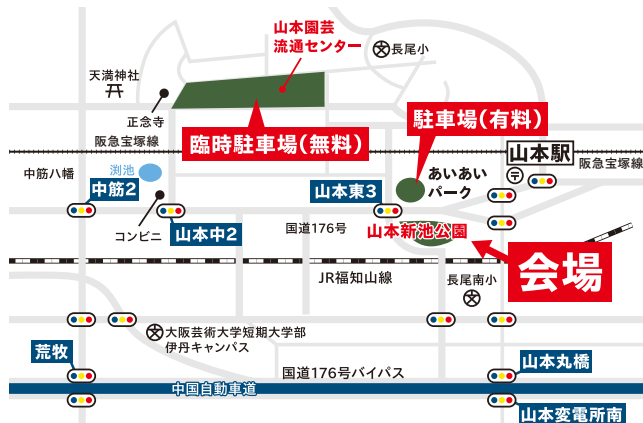 山本園芸
流通センター
長尾小
天満神社
正念寺
臨時駐車場(無料)
駐車場(有料)
阪急宝塚線
山本駅
阪急宝塚線
中筋八幡
渕池
あいあい
パーク
中筋2
山本東3
コンビニ
山本中2
国道176号
山本新池公園
会場
JR福知山線
長尾南小
大阪芸術大学短期大学部
伊丹キャンパス
荒牧
国道176号バイパス
山本丸橋
中国自動車道
山本変電所南